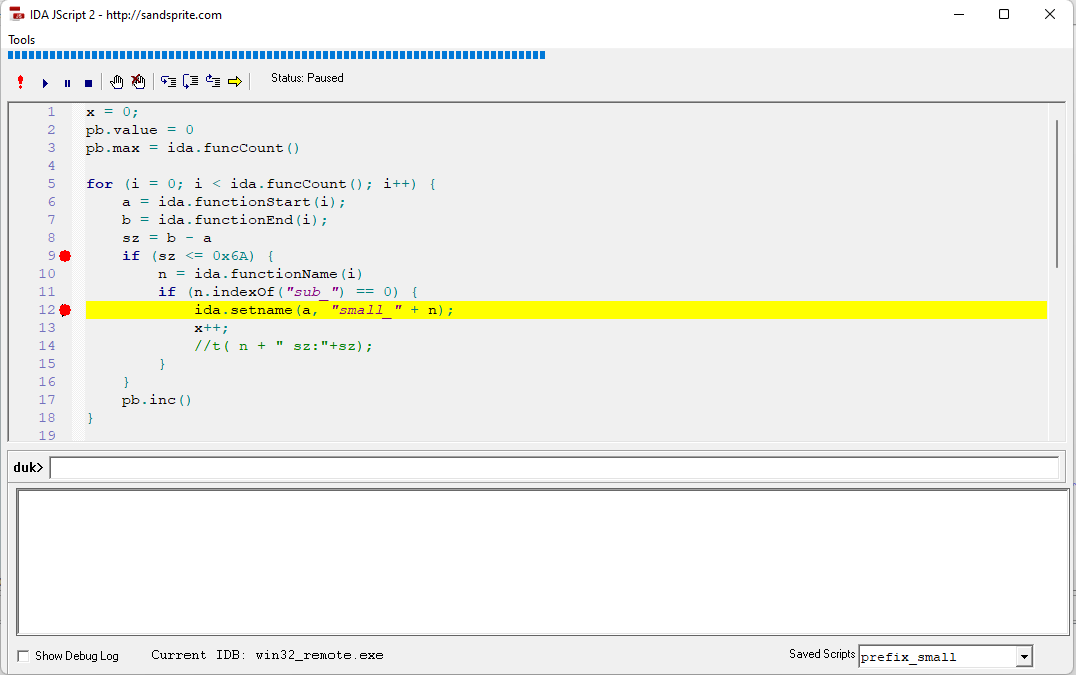 IDA JScript 2 - http://sandsprite.com
Tools
Status: Paused
1 x = 0;
2 pb.value = 0
3 pb.max = ida.funcCount()
4
5 for (i = 0; i < ida.funcCount(); i++) {
6 a = ida.functionStart(i);
7 b = ida.functionEnd(i);
8 sz = b - a
9 if (sz <= 0x6A) {
10 n = ida.functionName(i)
11 if (n.indexOf("sub_") == 0) {
12 ida.setname(a, "small_" + n);
13 x++;
14 //t( n + " sz:"+sz);
15 }
16 }
17 pb.inc()
18 }
19
duk>
Show Debug Log Current IDB: win32_remote.exe Saved Scripts prefix_small